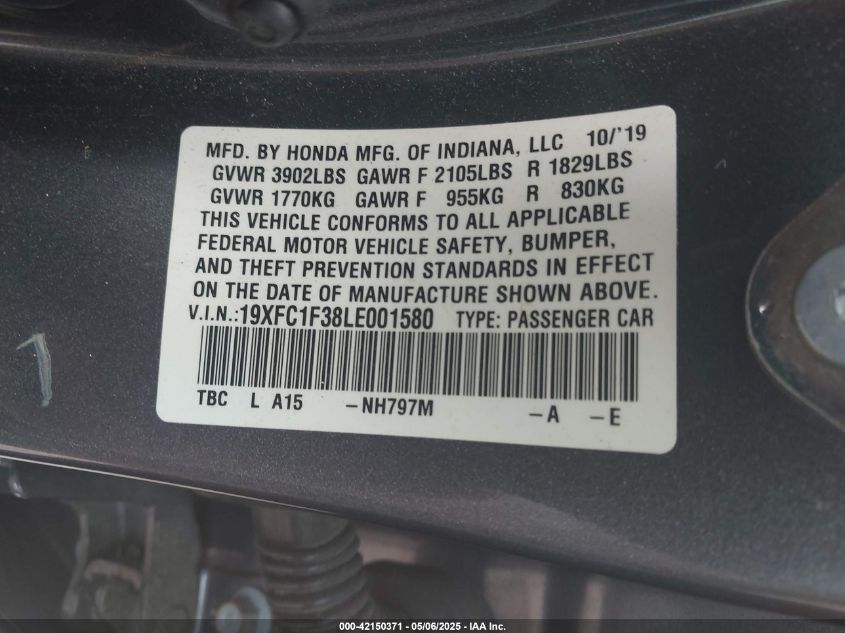 MFD. BY HONDA MFG. OF INDIANA, LLC 10/'19
GVWR 3902LBS GAWR F 2105LBS R 1829LBS
GVWR 1770KG GAWR F 955KG R 830KG
THIS VEHICLE CONFORMS TO ALL APPLICABLE
FEDERAL MOTOR VEHICLE SAFETY, BUMPER,
AND THEFT PREVENTION STANDARDS IN EFFECT
ON THE DATE OF MANUFACTURE SHOWN ABOVE.
V.I.N.:19XFC1F38LE001580 TYPE: PASSENGER CAR
TBC L A15 -NH797M -A -E
000-42150371 - 05/06/2025 - IAA Inc.